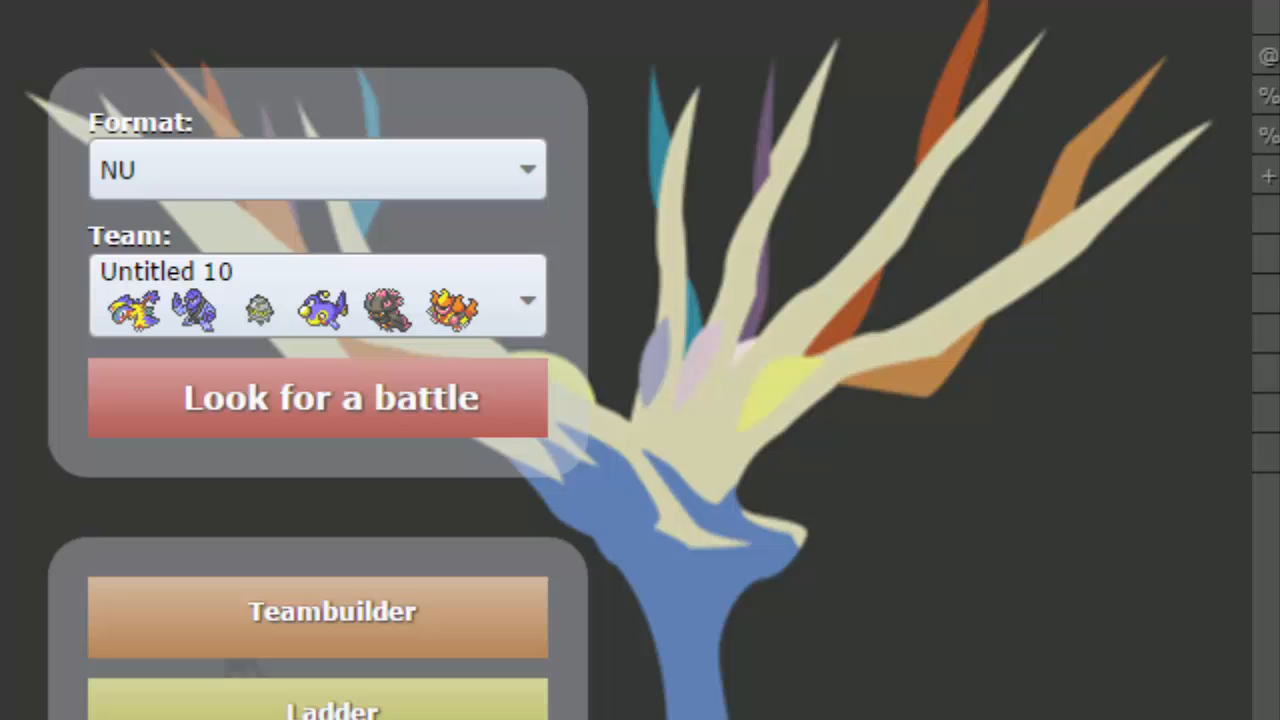 Format:
NU
Team:
Untitled 10
Look for a battle
Teambuilder
Ladder
@
%
%
+